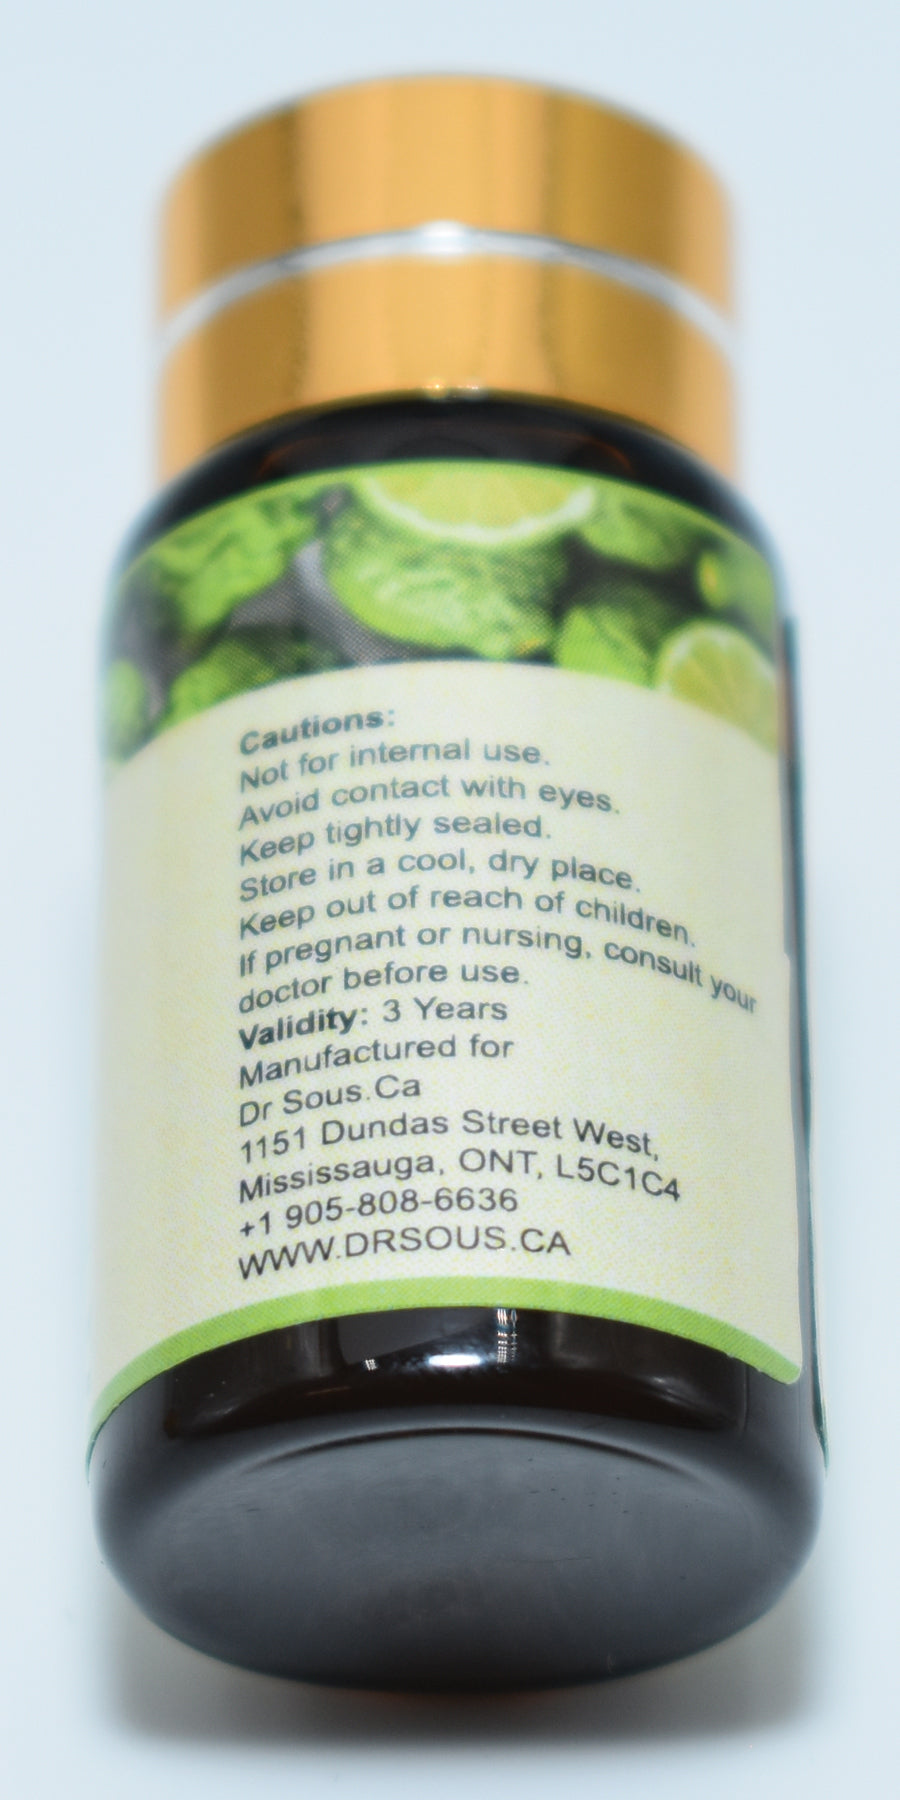 Cautions:
Not for internal use.
Avoid contact with eyes.
Keep tightly sealed.
Store in a cool, dry place.
Keep out of reach of children.
If pregnant or nursing, consult your
doctor before use.
Validity: 3 Years
Manufactured for
Dr Sous.Ca
1151 Dundas Street West,
Mississauga, ONT, L5C1C4
+1 905-808-6636
WWW.DRSOUS.CA